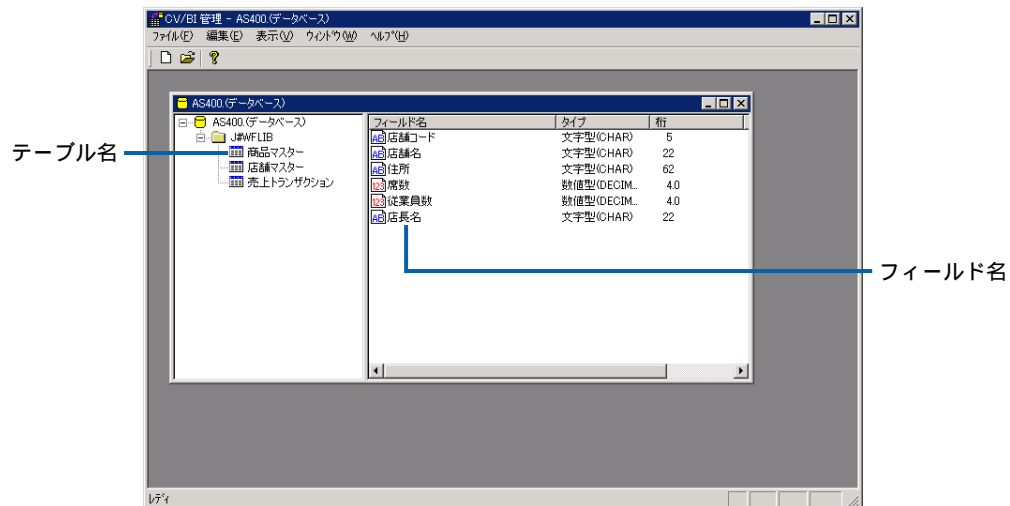 CV/BI 管理 - AS400.(データベース)
ファイル(F) 編集(E) 表示(V) ウィンドウ(W) ヘルプ(H)
AS400.(データベース)
AS400.(データベース)
J#WFLIB
商品マスター
店舗マスター
売上トランザクション
フィールド名 タイプ 桁
AB 店舗コード 文字型(CHAR) 5
AB 店舗名 文字型(CHAR) 22
AB 住所 文字型(CHAR) 62
123 席数 数値型(DECIM... 4.0
123 従業員数 数値型(DECIM... 4.0
AB 店長名 文字型(CHAR) 22
テーブル名
フィールド名
レディ